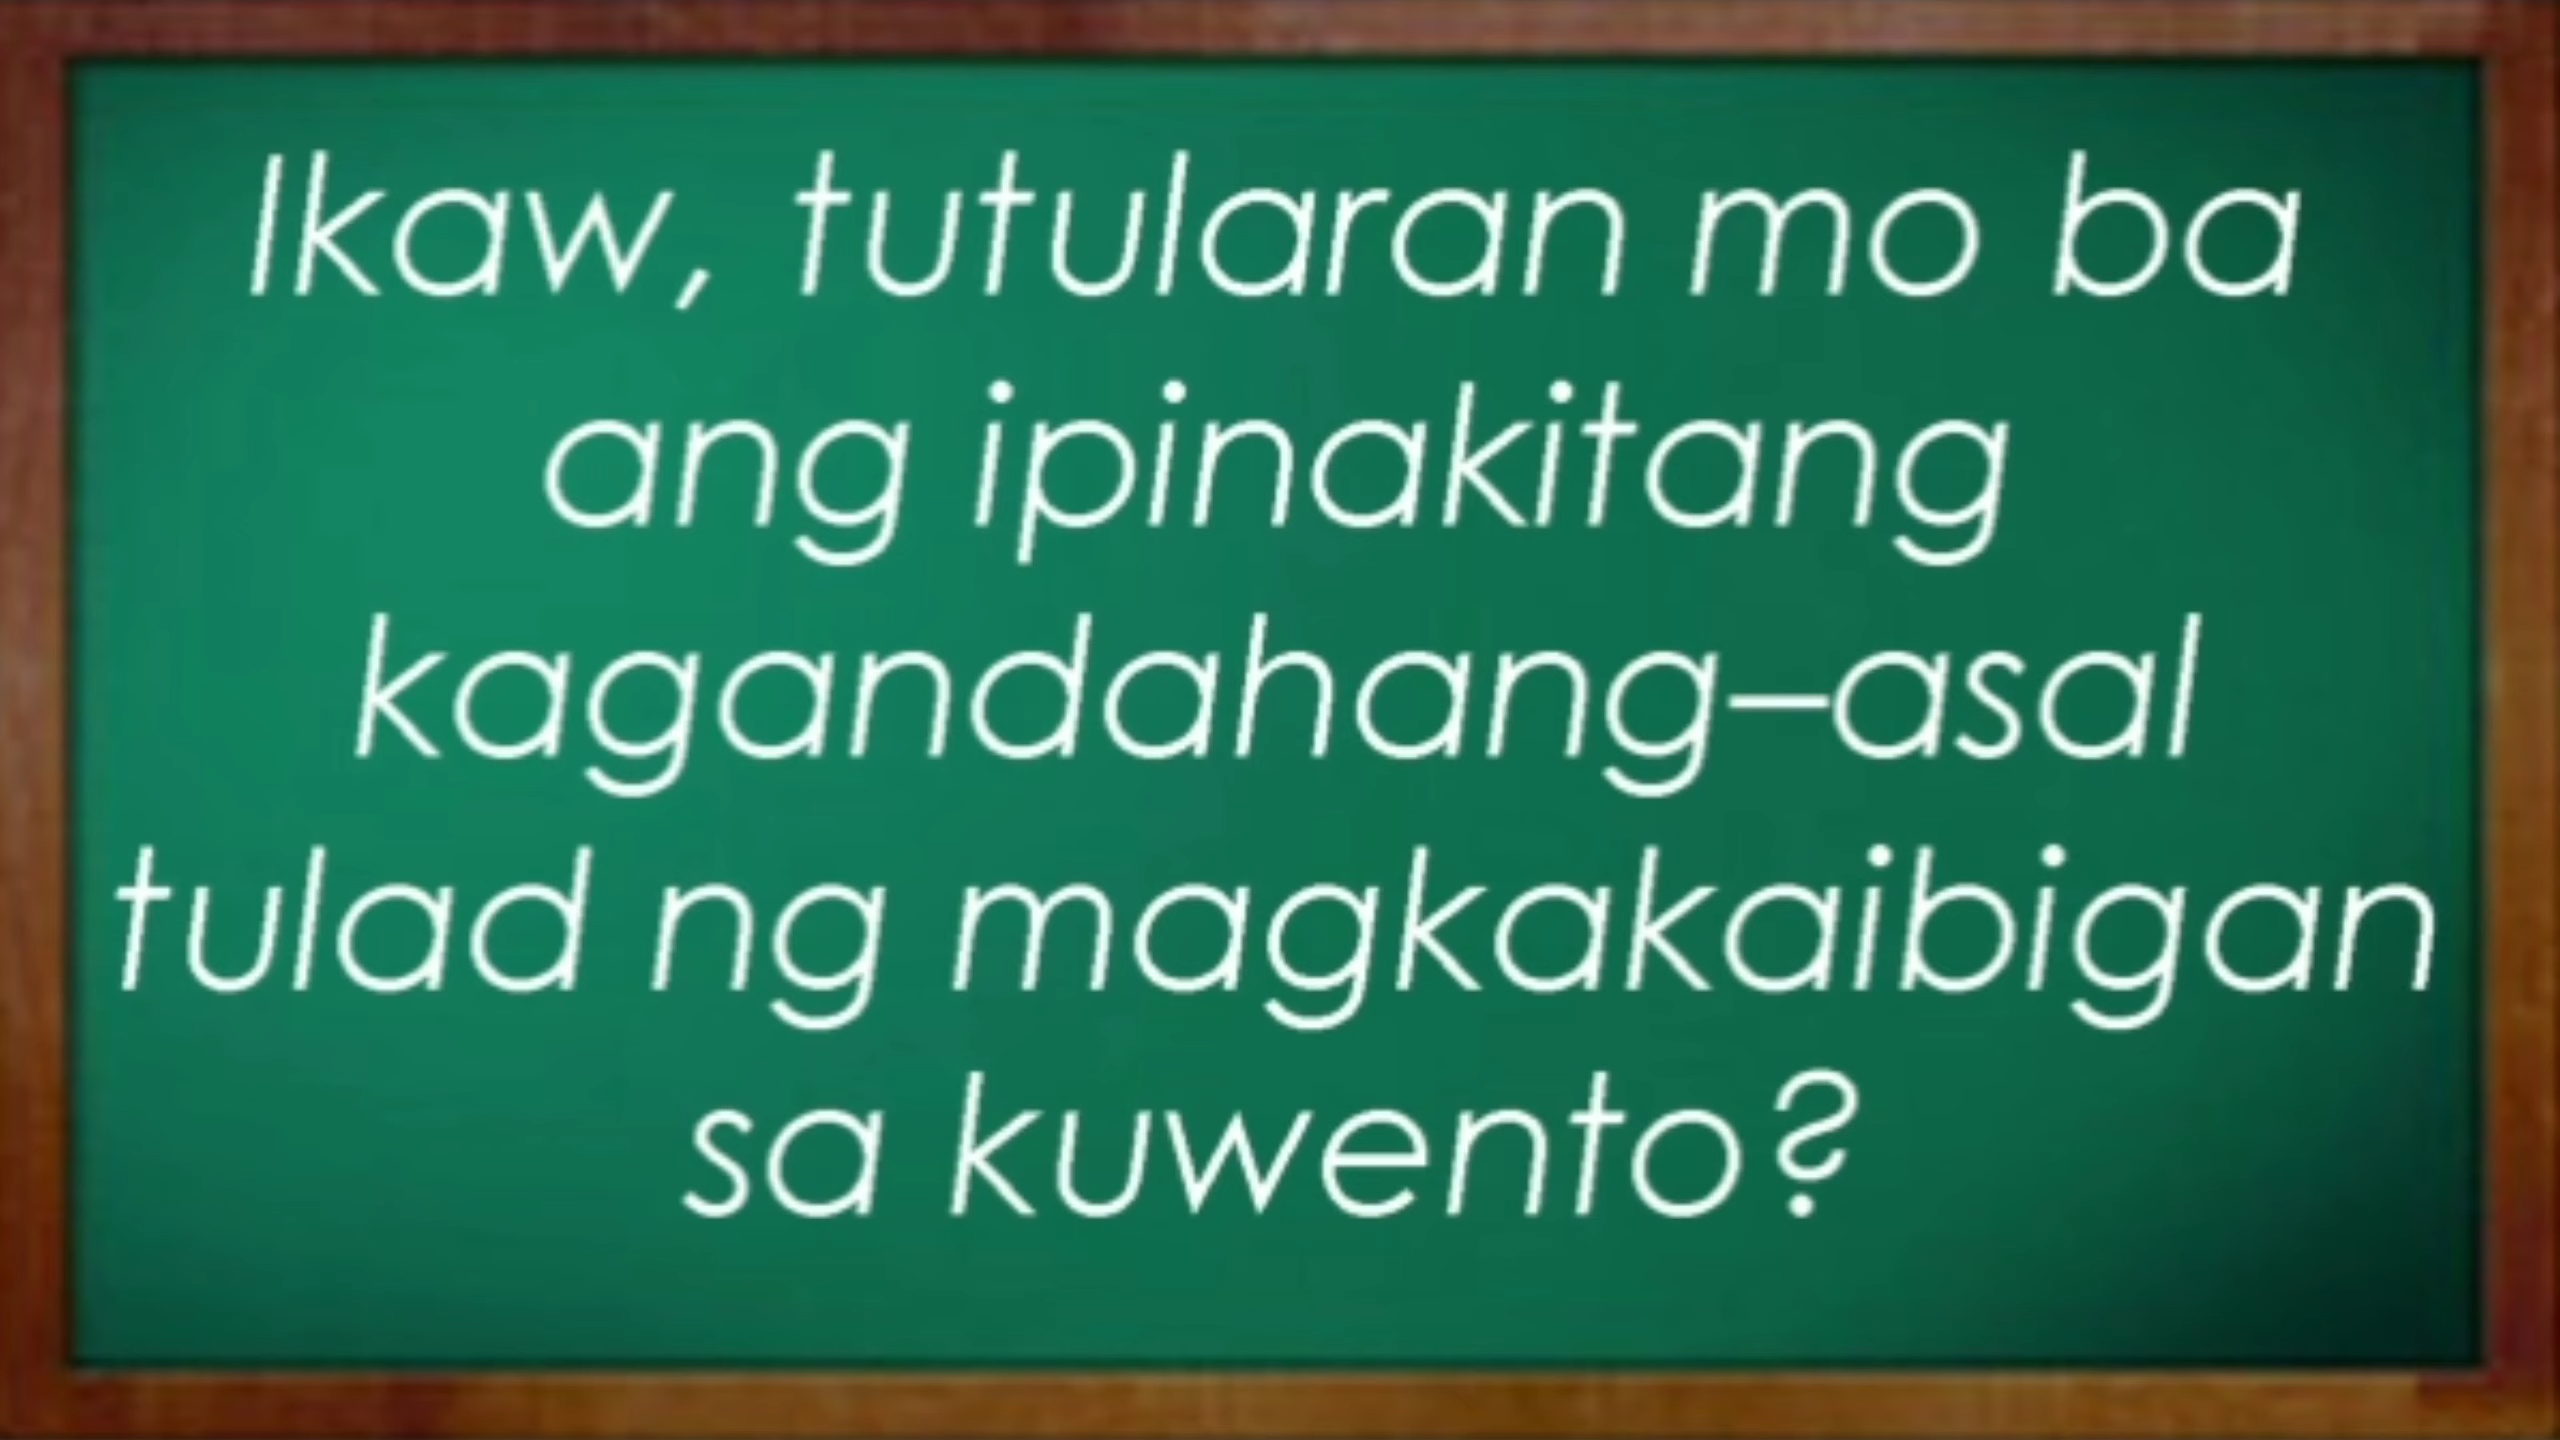 Ikaw, tutularan mo ba
ang ipinakitang
kagandahang–asal
tulad ng magkakaibigan
sa kuwento?